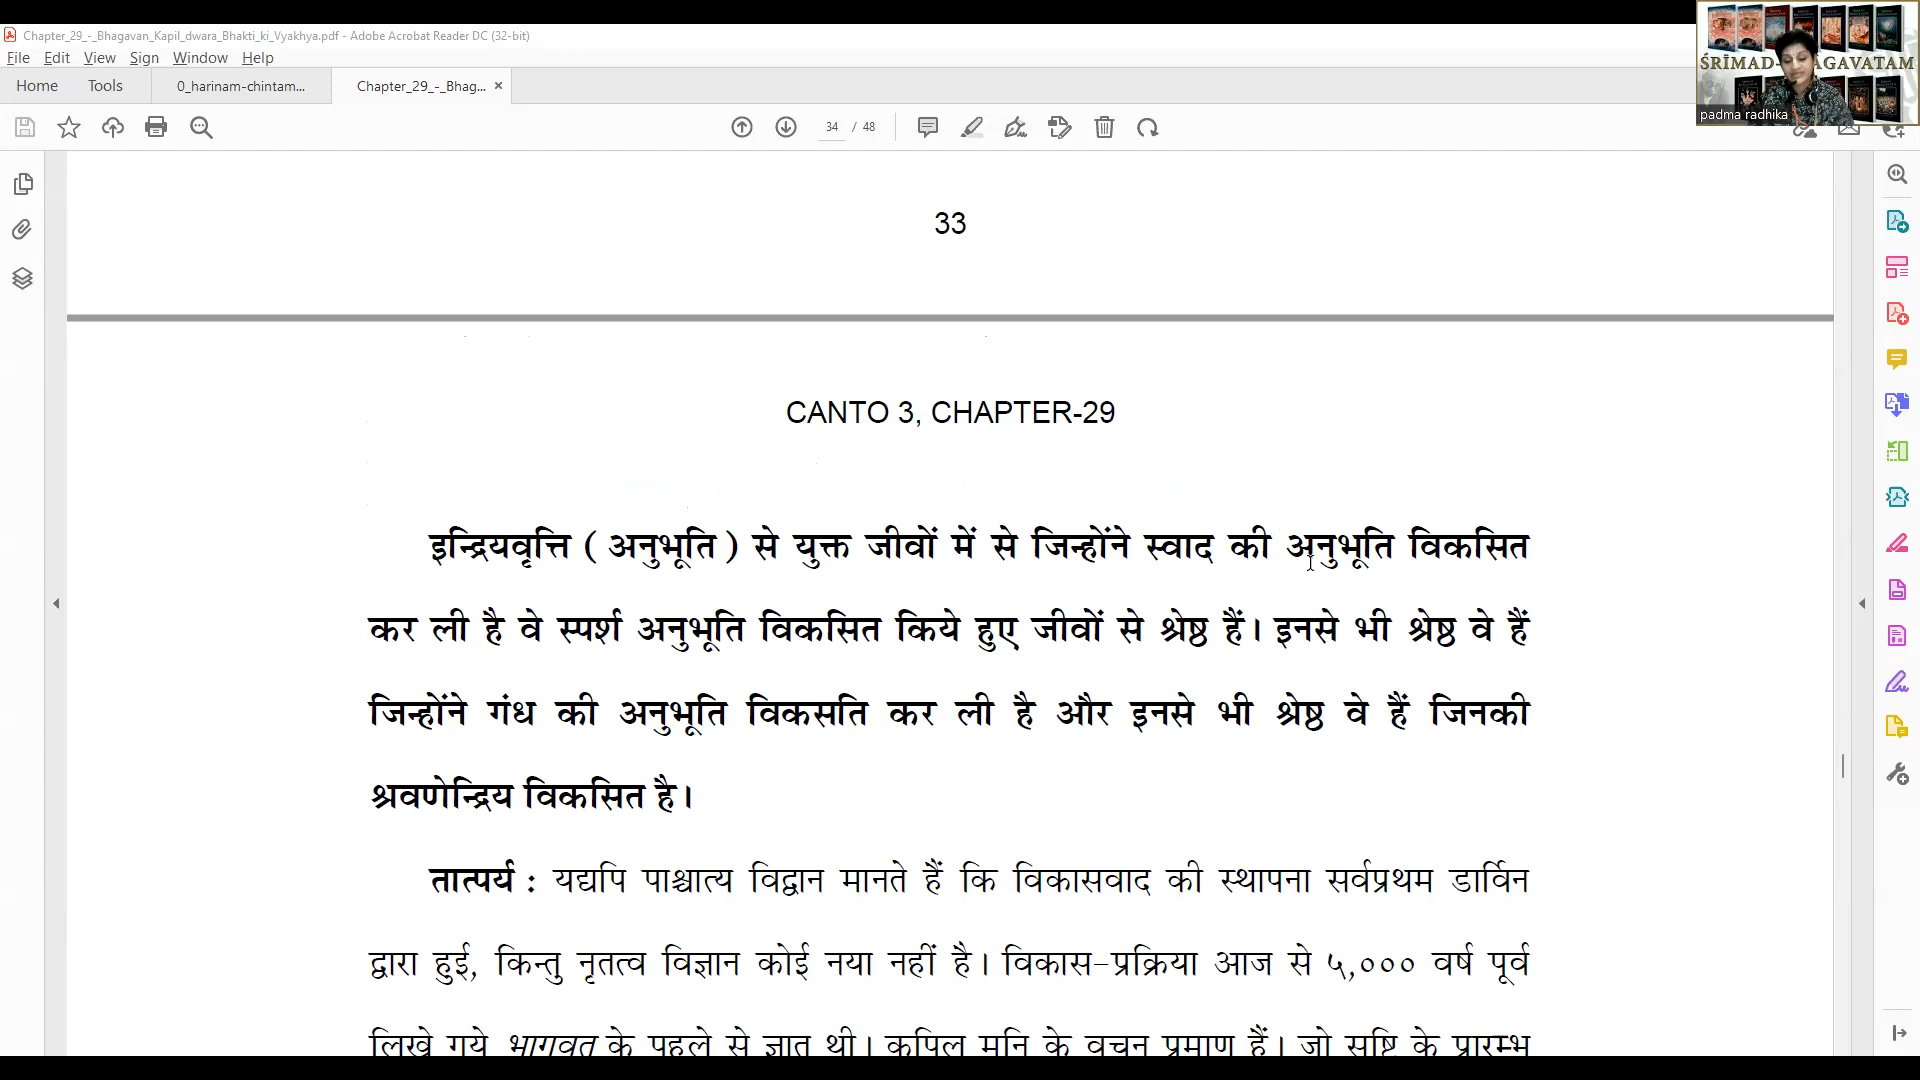 Chapter_29_-_Bhagavan_Kapil_dwara_Bhakti_ki_Vyakhya.pdf - Adobe Acrobat Reader DC (32-bit)
File Edit View Sign Window Help
Home Tools 0_harinam-chintam... Chapter_29_-_Bhag... ×
34 / 48
ŚRĪMAD- AGAVATAM
padma radhika
33
CANTO 3, CHAPTER-29
इन्द्रियवृत्ति ( अनुभूति ) से युक्त जीवों में से जिन्होंने स्वाद की अनुभूति विकसित
कर ली है वे स्पर्श अनुभूति विकसित किये हुए जीवों से श्रेष्ठ हैं। इनसे भी श्रेष्ठ वे हैं
जिन्होंने गंध की अनुभूति विकसति कर ली है और इनसे भी श्रेष्ठ वे हैं जिनकी
श्रवणेन्द्रिय विकसित है।
तात्पर्य : यद्यपि पाश्चात्य विद्वान मानते हैं कि विकासवाद की स्थापना सर्वप्रथम डार्विन
द्वारा हुई, किन्तु नृतत्व विज्ञान कोई नया नहीं है। विकास-प्रक्रिया आज से ५,००० वर्ष पूर्व
लिखे गये भागवत के पहले से ज्ञात थी। कपिल मुनि के वचन प्रमाण हैं। जो सृष्टि के प्रारम्भ